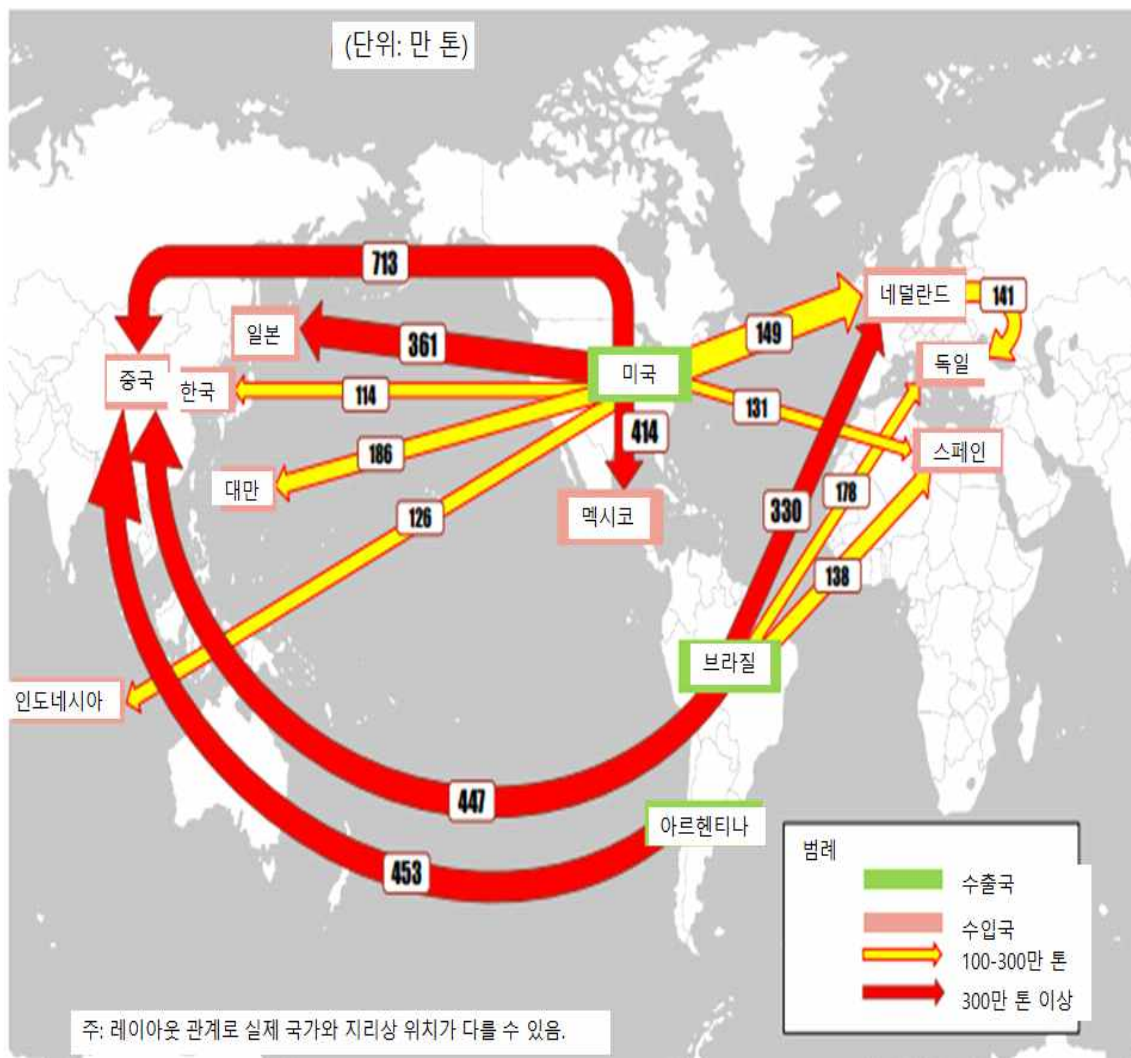 (단위: 만 톤)
713
네덜란드
141
일본
361
149
중국
한국
114
미국
독일
131
414
186
대만
스페인
178
126
멕시코
330
138
브라질
인도네시아
447
아르헨티나
453
범례
수출국
수입국
100-300만 톤
300만 톤 이상
주: 레이아웃 관계로 실제 국가와 지리상 위치가 다를 수 있음.